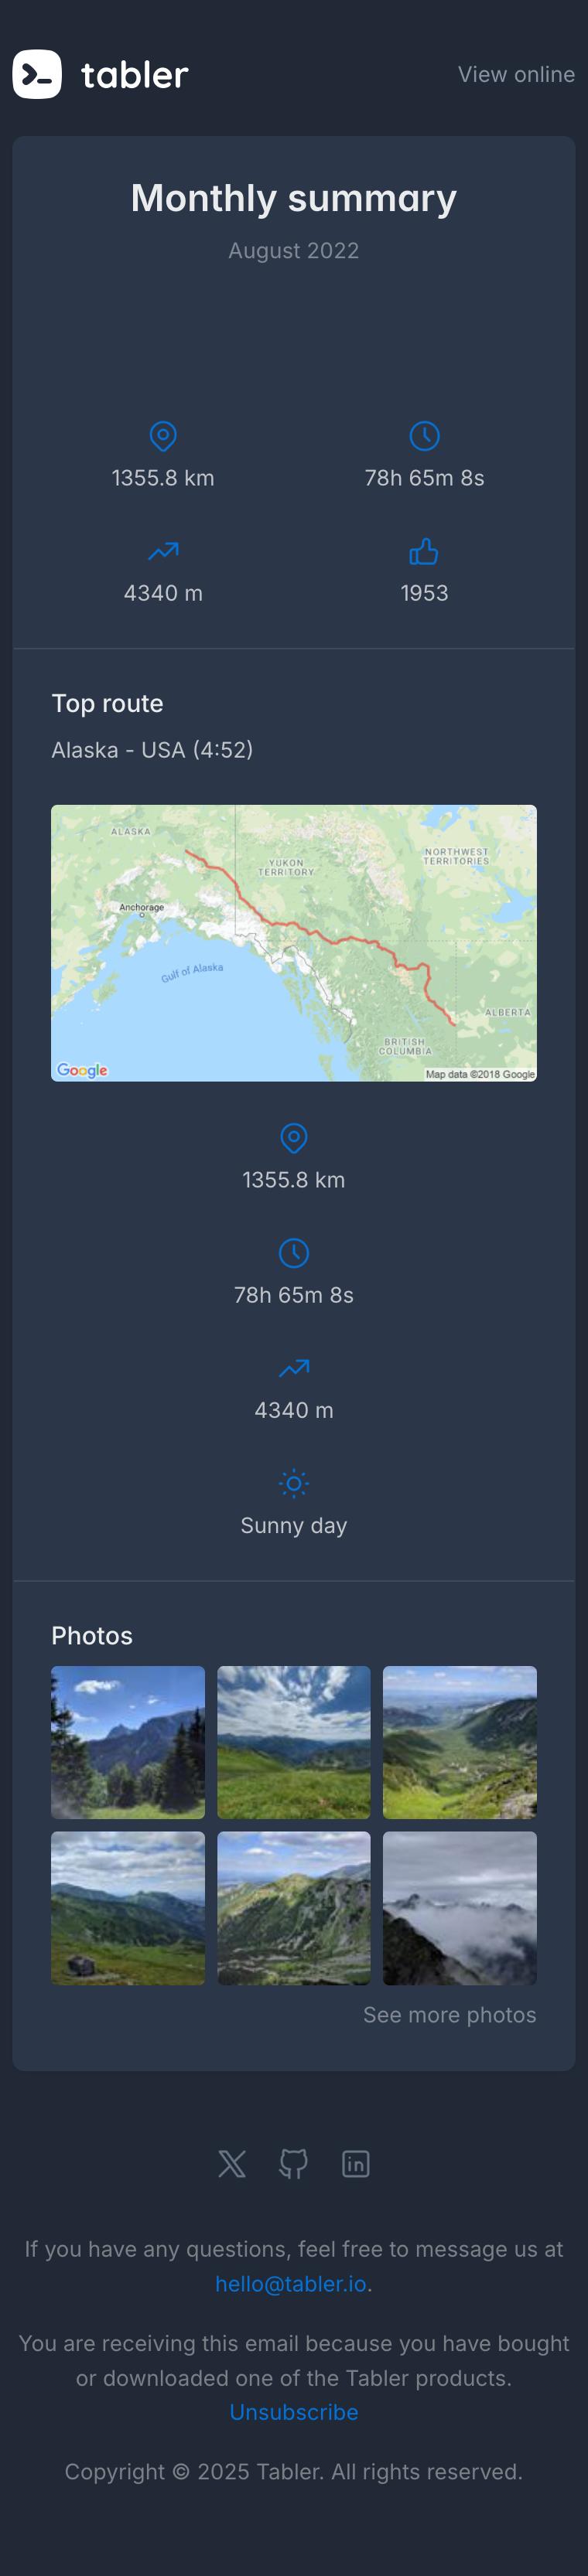 tabler
View online
Monthly summary
August 2022
1355.8 km
78h 65m 8s
4340 m
1953
Top route
Alaska - USA (4:52)
ALASKA
YUKON
TERRITORY
NORTHWEST
TERRITORIES
Anchorage
Gulf of Alaska
ALBERTA
BRITISH
COLUMBIA
Google
Map data ©2018 Google
1355.8 km
78h 65m 8s
4340 m
Sunny day
Photos
See more photos
If you have any questions, feel free to message us at
hello@tabler.io.
You are receiving this email because you have bought
or downloaded one of the Tabler products.
Unsubscribe
Copyright © 2025 Tabler. All rights reserved.